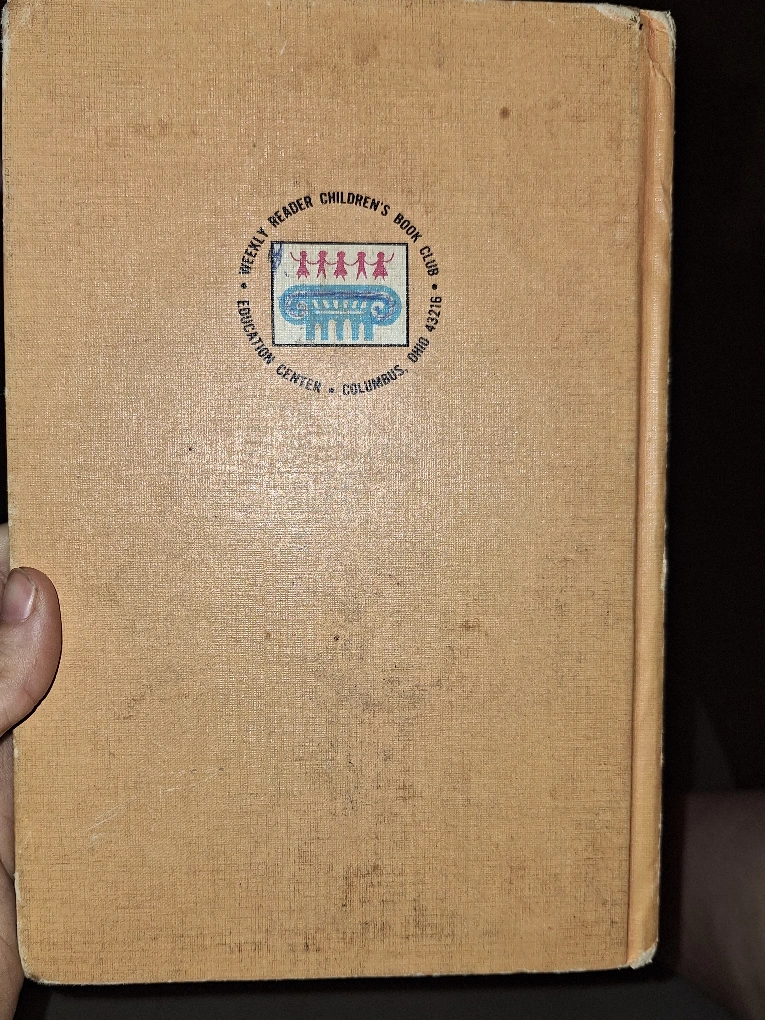 • WEEKLY READER CHILDREN'S BOOK CLUB •
EDUCATION CENTER • COLUMBUS, OHIO 43216